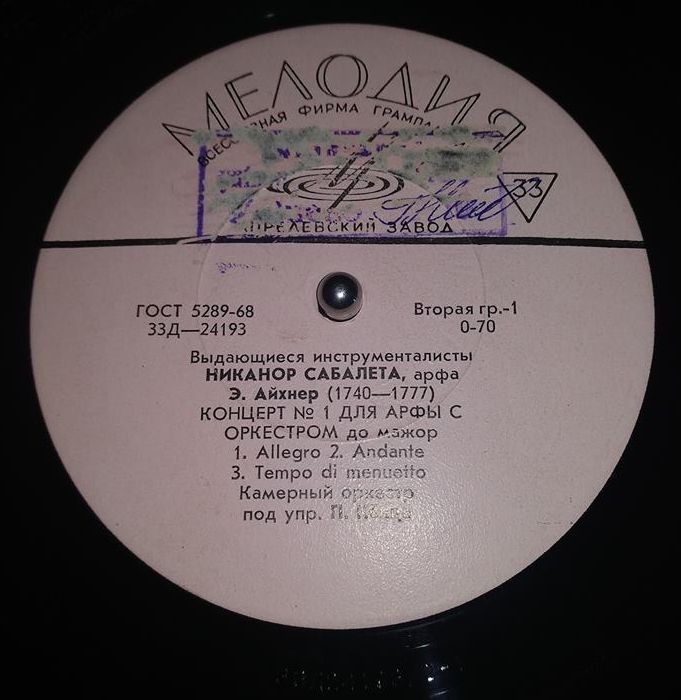 МЕЛОДИЯ
ФИРМА
33
АПРЕЛЕВСКИЙ ЗАВОД
ГОСТ 5289-68
33Д—24193
Вторая гр.-1
0-70
Выдающиеся инструменталисты
НИКАНОР САБАЛЕТА, арфа
Э. Айхнер (1740—1777)
КОНЦЕРТ № 1 ДЛЯ АРФЫ С
ОРКЕСТРОМ до мажор
1. Allegro 2. Andante
3. Tempo di menuetto
Камерный оркестр
под упр. П.